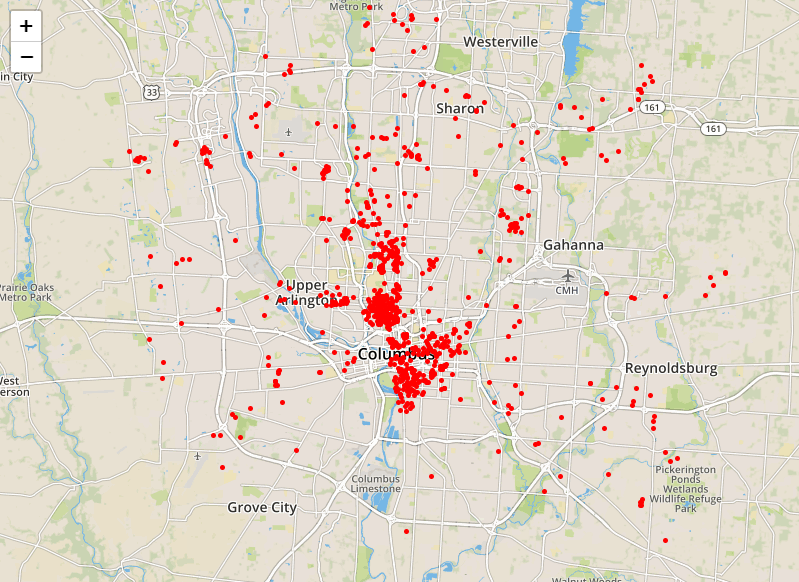 +
−
Metro Park
Westerville
in City
33
Sharon
161
161
Gahanna
CMH
Prairie Oaks
Metro Park
Upper
Arlington
Columbus
Reynoldsburg
West
erson
Columbus
Limestone
Pickerington
Ponds
Wetlands
Wildlife Refuge
Park
Grove City
Walnut Woods